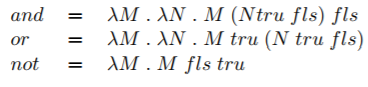 and = λM . λN . M (Ntru fls) fls
or = λM . λN . M tru (N tru fls)
not = λM . M fls tru